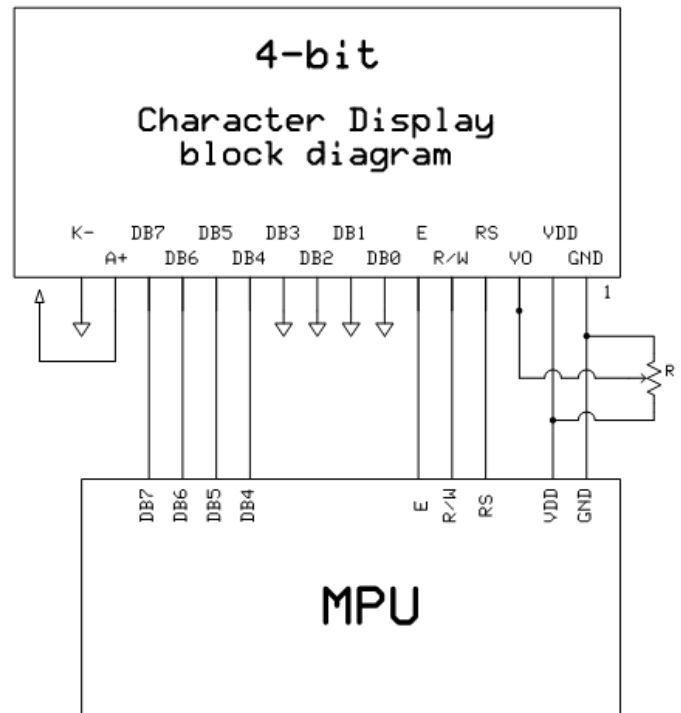 4-bit
Character Display
block diagram
K- DB7 DB5 DB3 DB1 E RS VDD
A+ DB6 DB4 DB2 DB0 R/W VO GND
1
R
DB7 DB6 DB5 DB4 E R/W RS VDD GND
MPU